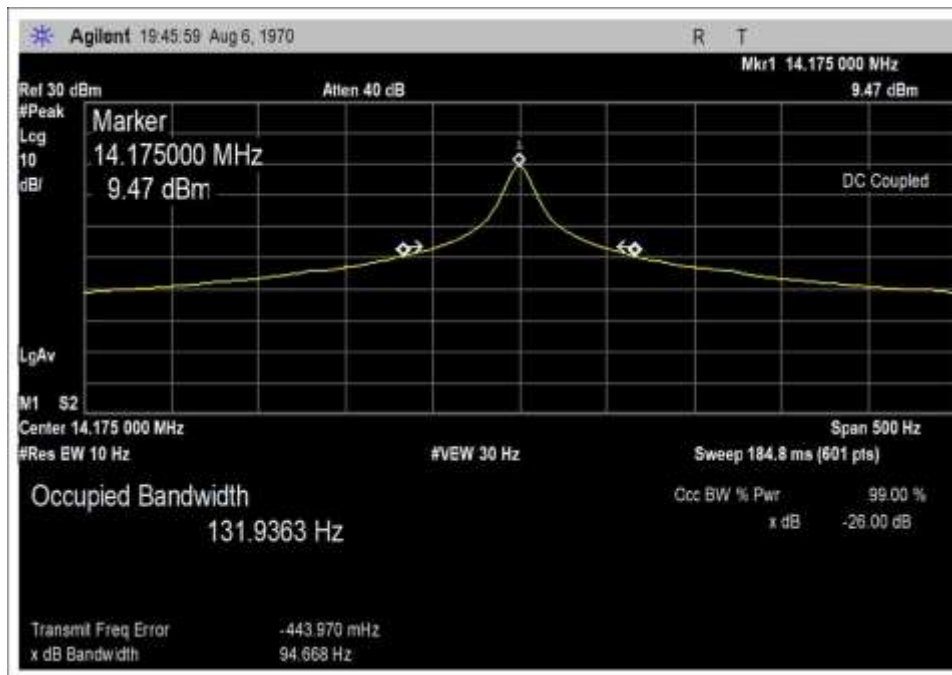 Agilent 19:45:59 Aug 6, 1970 R T
Mkr1 14.175 000 MHz
Ref 30 dBm Atten 40 dB 9.47 dBm
#Peak
Log
10
dB/
Marker
14.175000 MHz
9.47 dBm
1
DC Coupled
LgAv
M1 S2
Center 14.175 000 MHz Span 500 Hz
#Res BW 10 Hz #VBW 30 Hz Sweep 184.8 ms (601 pts)
Occupied Bandwidth
131.9363 Hz
Occ BW % Pwr 99.00 %
x dB -26.00 dB
Transmit Freq Error -443.970 mHz
x dB Bandwidth 94.668 Hz